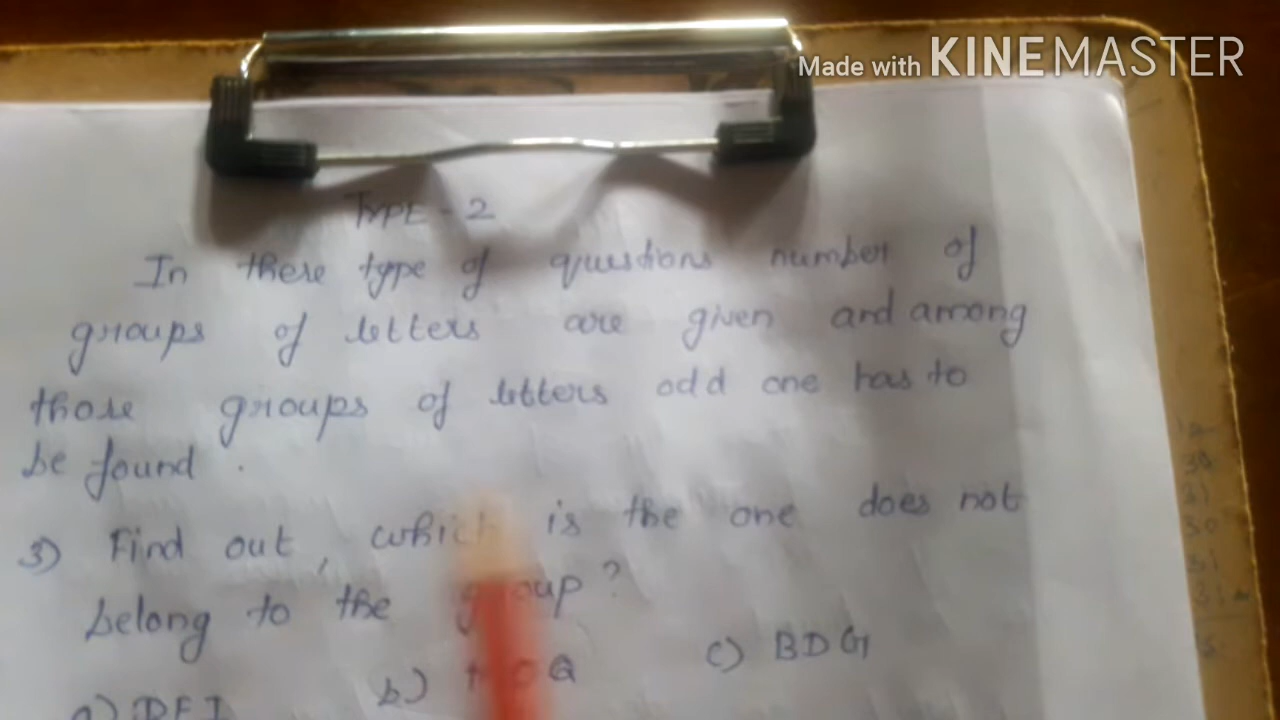 Made with KINEMASTER
TYPE - 2
In these type of questions number of
groups of letters are given and among
those groups of letters odd one has to
be found .
3) Find out , which is the one does not
belong to the group ?
b) c) BDG
a)